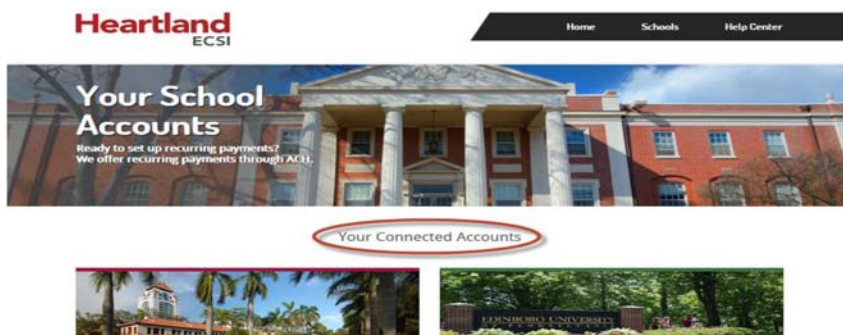 Heartland
ECSI
Home Schools Help Center
Your School
Accounts
Ready to set up recurring payments?
We offer recurring payments through ACH.
Your Connected Accounts
EDINBORO UNIVERSITY